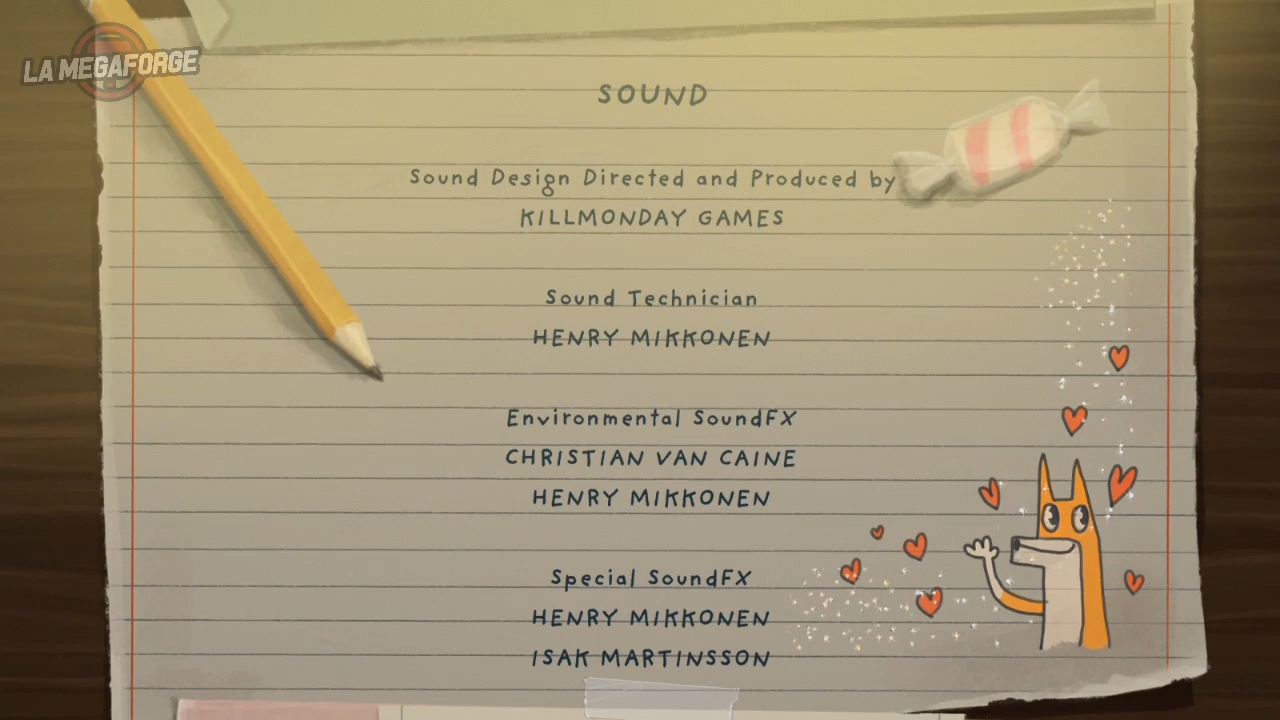 LA MEGAFORGE
SOUND
Sound Design Directed and Produced by
KILLMONDAY GAMES
Sound Technician
HENRY MIKKONEN
Environmental SoundFX
CHRISTIAN VAN CAINE
HENRY MIKKONEN
Special SoundFX
HENRY MIKKONEN
ISAK MARTINSSON